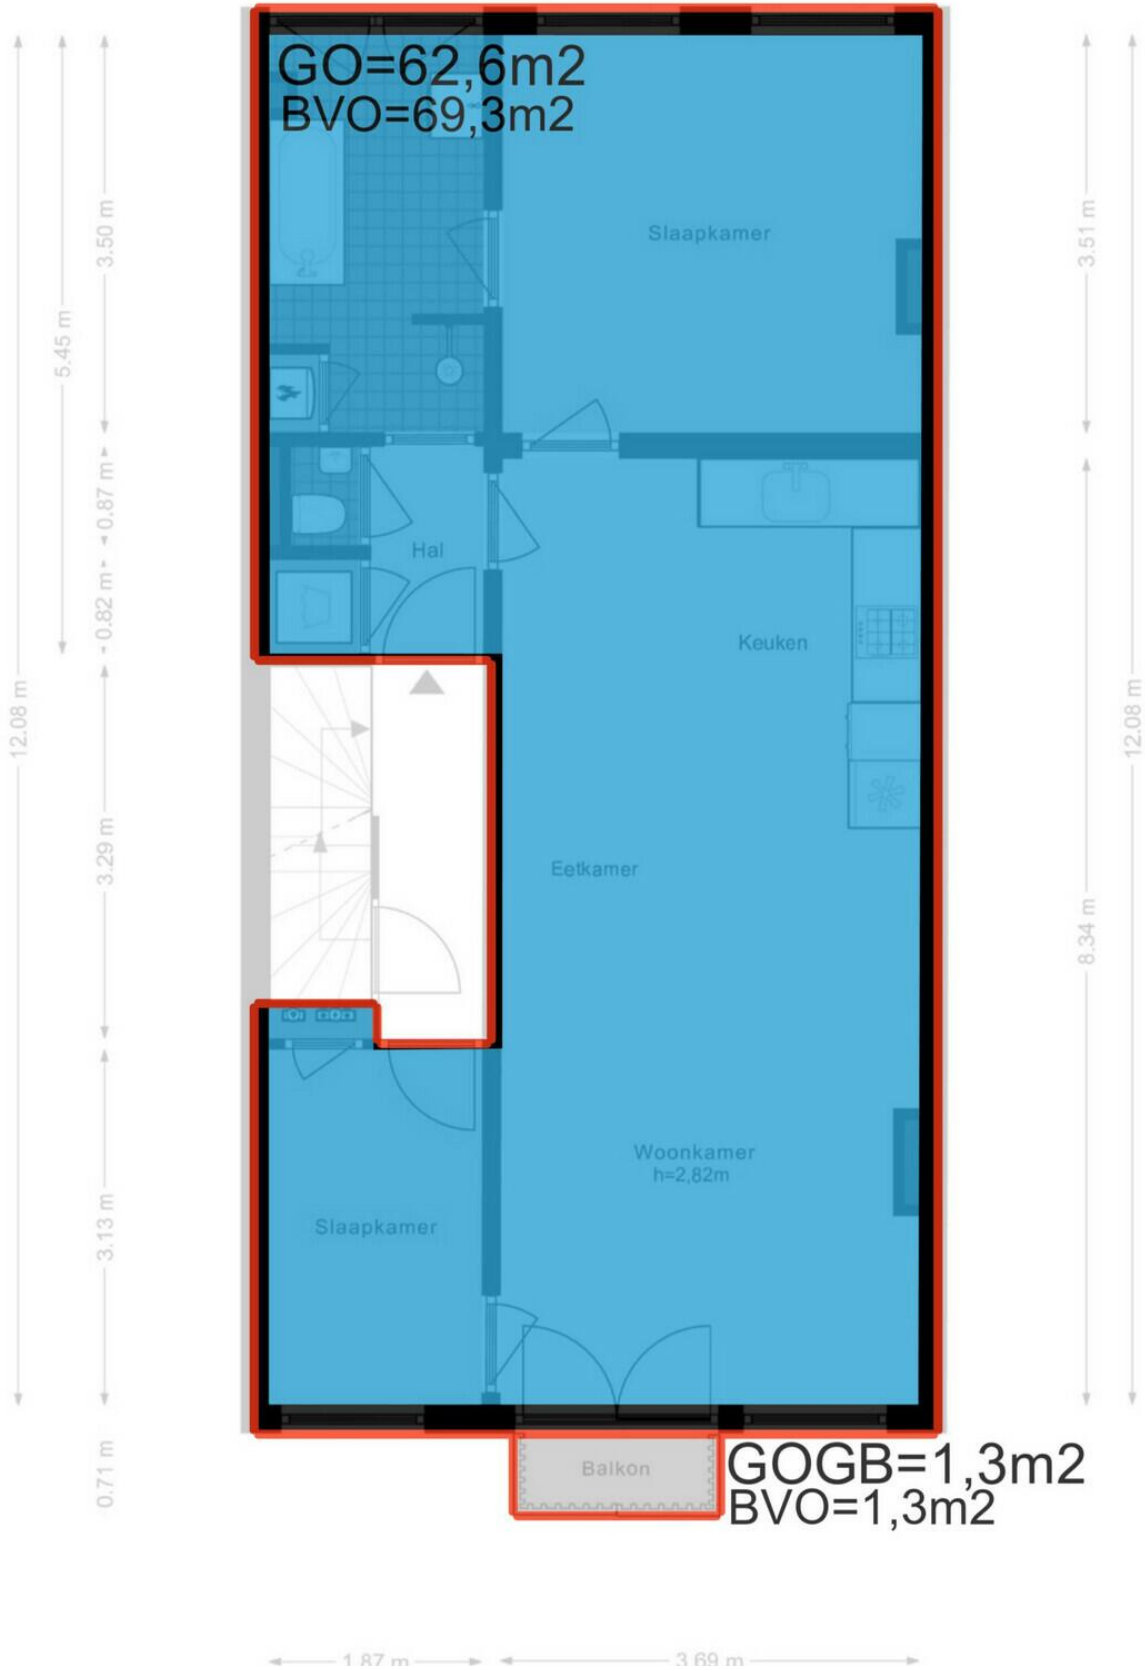 GO=62,6m2
BVO=69,3m2
Slaapkamer
3.50 m
3.51 m
5.45 m
0.87 m
Hal
0.82 m
Keuken
12.08 m
12.08 m
3.29 m
Eetkamer
8.34 m
Woonkamer
h=2,82m
3.13 m
Slaapkamer
0.71 m
Balkon
GOGB=1,3m2
BVO=1,3m2
1.87 m
3.69 m